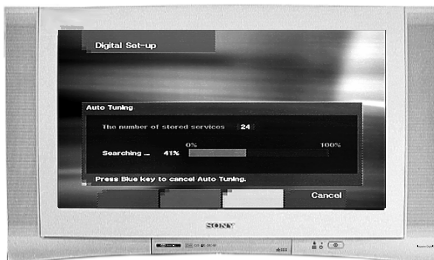 Digital Set-up
Auto Tuning
The number of stored services 24
0% 100%
Searching ... 41%
Press Blue key to cancel Auto Tuning.
Cancel
SONY